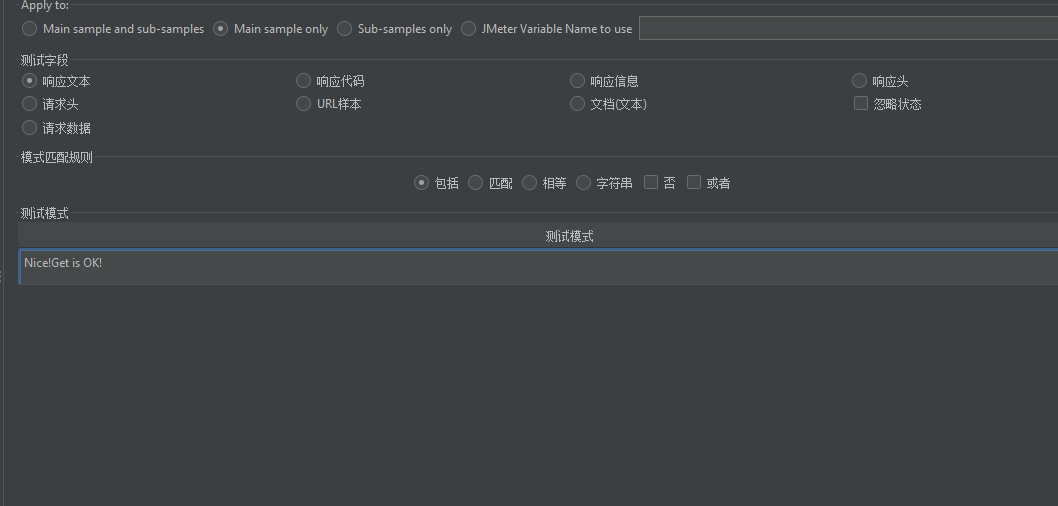 Apply to:
Main sample and sub-samples Main sample only Sub-samples only JMeter Variable Name to use
测试字段
响应文本 响应代码 响应信息 响应头
请求头 URL样本 文档(文本) 忽略状态
请求数据
模式匹配规则
包括 匹配 相等 字符串 否 或者
测试模式
测试模式
Nice!Get is OK!